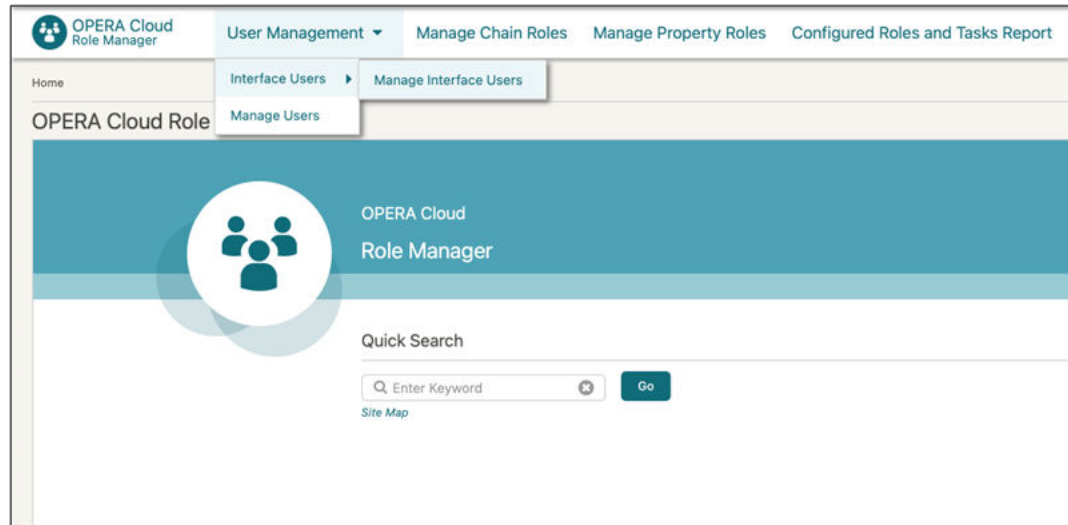 OPERA Cloud
Role Manager
User Management
Manage Chain Roles
Manage Property Roles
Configured Roles and Tasks Report
Home
Interface Users
Manage Interface Users
Manage Users
OPERA Cloud Role
OPERA Cloud
Role Manager
Quick Search
Enter Keyword
Go
Site Map